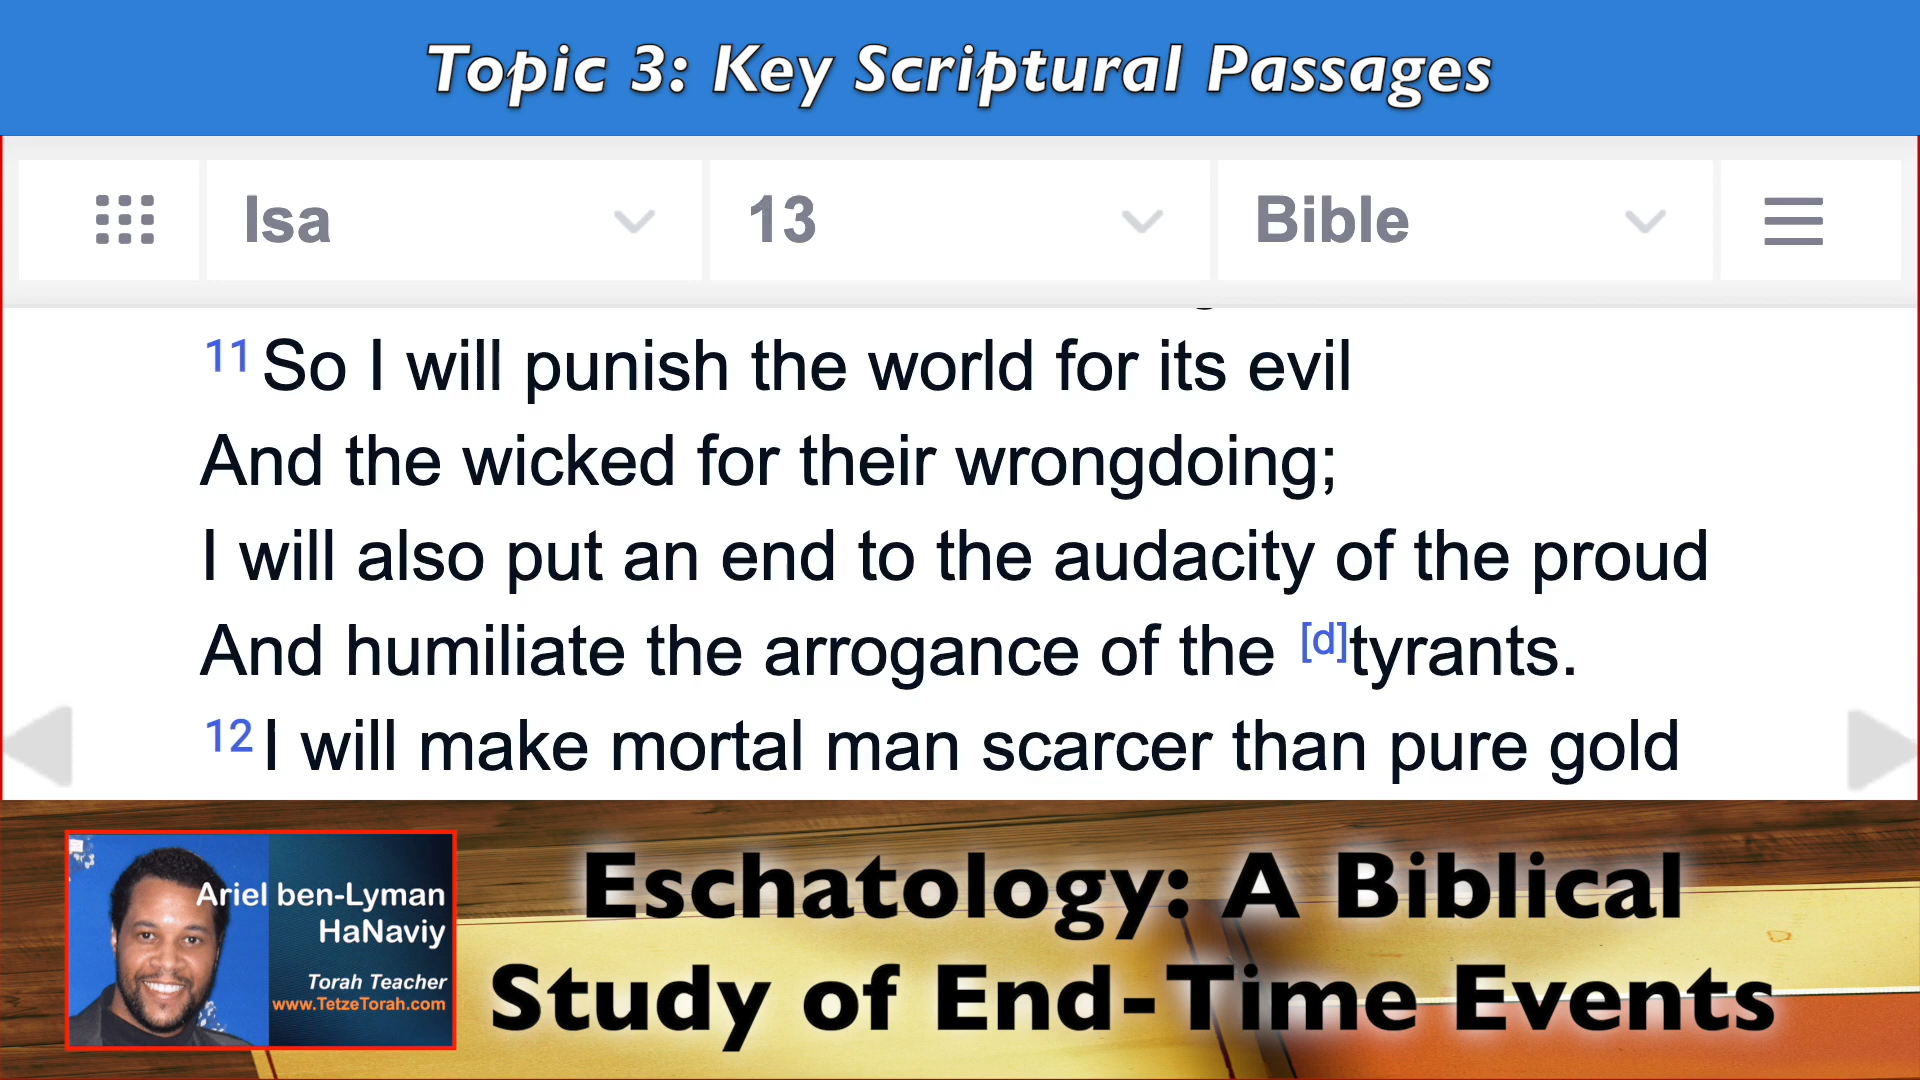 Topic 3: Key Scriptural Passages
Isa
13
Bible
11 So I will punish the world for its evil
And the wicked for their wrongdoing;
I will also put an end to the audacity of the proud
And humiliate the arrogance of the [d]tyrants.
12 I will make mortal man scarcer than pure gold
Ariel ben-Lyman
HaNaviy
Torah Teacher
www.TetzeTorah.com
Eschatology: A Biblical
Study of End-Time Events